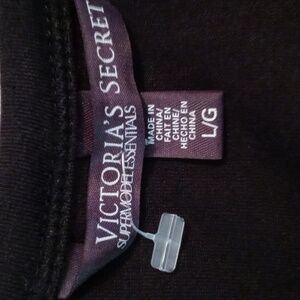 VICTORIA'S SECRET
SUPERMODEL ESSENTIALS
MADE IN
CHINA/
FAIT EN
CHINE/
HECHO EN
CHINA
L/G